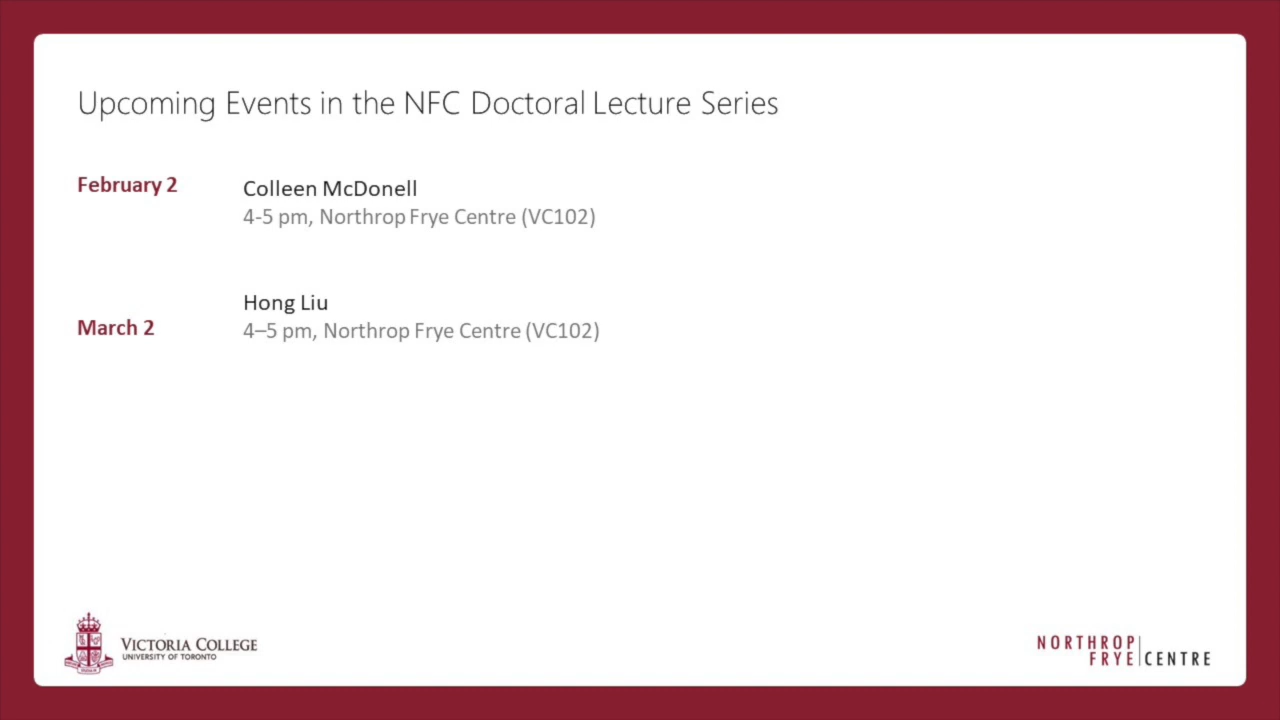 Upcoming Events in the NFC Doctoral Lecture Series
February 2
Colleen McDonell
4-5 pm, Northrop Frye Centre (VC102)
Hong Liu
March 2
4–5 pm, Northrop Frye Centre (VC102)
VICTORIA COLLEGE
UNIVERSITY OF TORONTO
NORTHROP
FRYE CENTRE